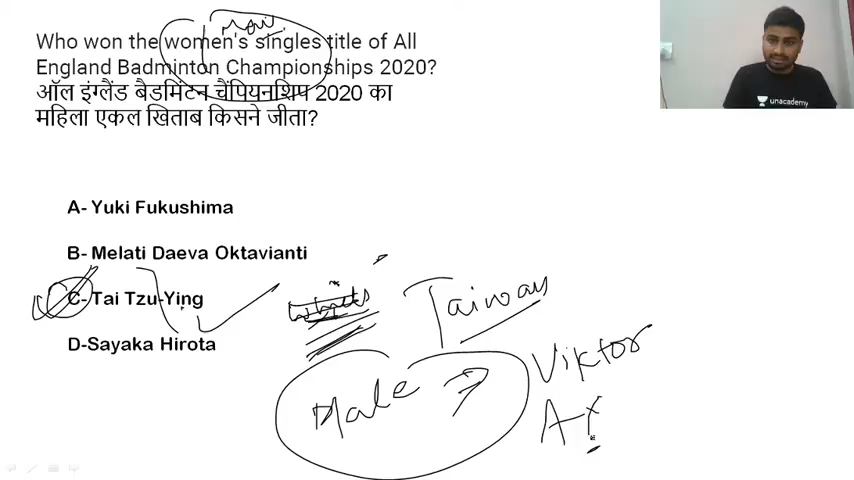 Who won the women's singles title of All
England Badminton Championships 2020?
ऑल इंग्लैंड बैडमिंटन चैंपियनशिप 2020 का
महिला एकल खिताब किसने जीता?
unacademy
A- Yuki Fukushima
B- Melati Daeva Oktavianti
C- Tai Tzu-Ying
D-Sayaka Hirota
Taiwan
Male
Viktor
Ax